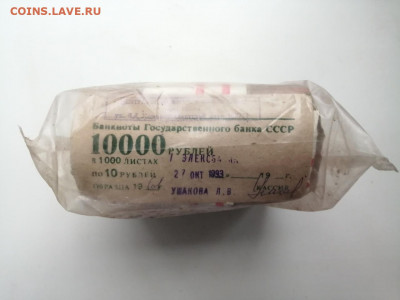 COINS.LAVE.RU
Банкноты Государственного банка СССР
10000
РУБЛЕЙ
в 1000 ЛИСТАХ
по 10 РУБЛЕЙ
27 ОКТ 1993
УШАКОВА Л.В